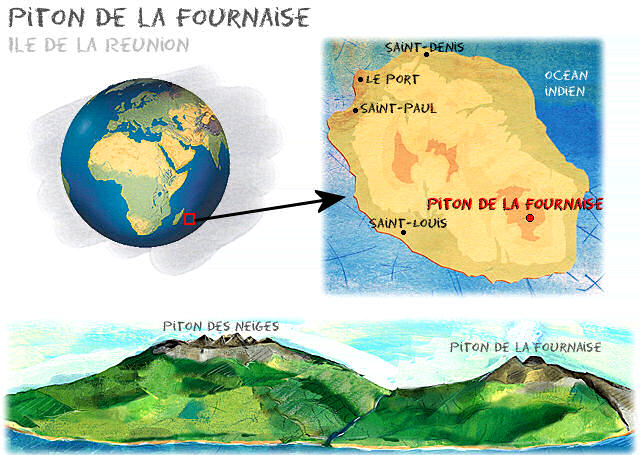 PITON DE LA FOURNAISE
ILE DE LA REUNION
SAINT-DENIS
LE PORT
OCEAN
INDIEN
SAINT-PAUL
PITON DE LA FOURNAISE
SAINT-LOUIS
PITON DES NEIGES
PITON DE LA FOURNAISE